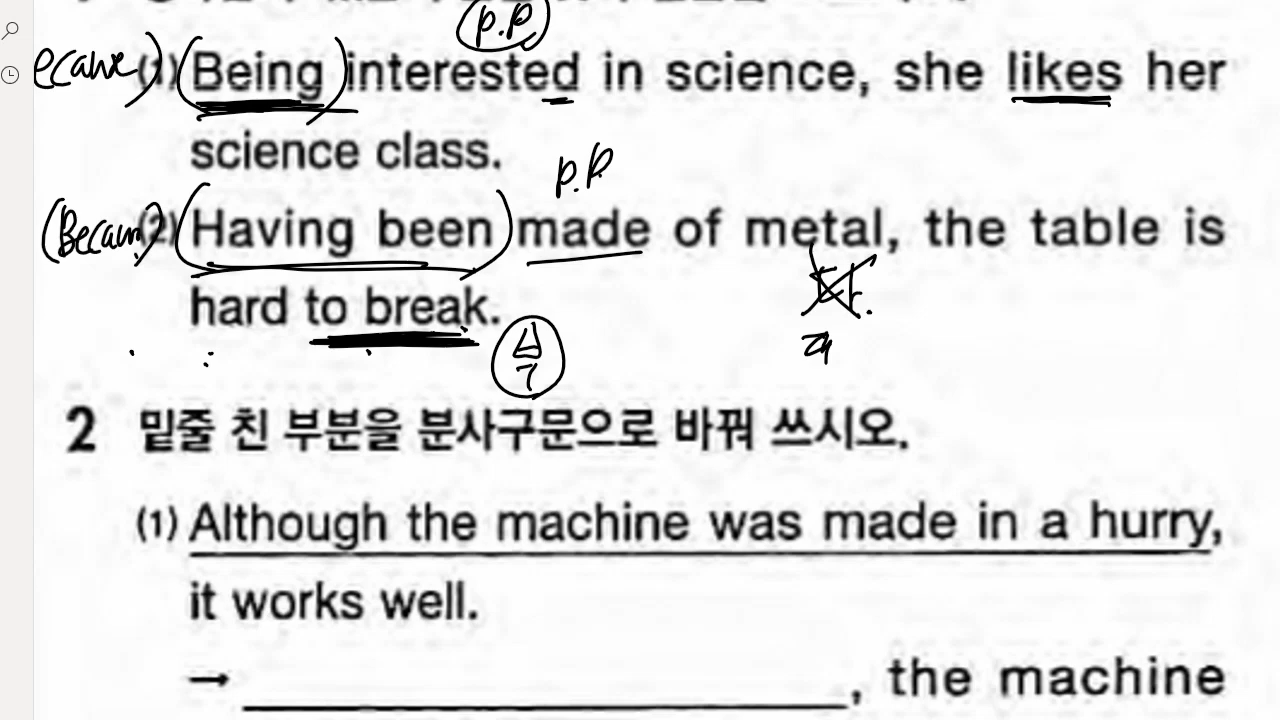 p.p
(1) (Being) interested in science, she likes her
science class.
p.p
(2) (Having been) made of metal, the table is
hard to break.
2 밑줄 친 부분을 분사구문으로 바꿔 쓰시오.
(1) Although the machine was made in a hurry,
it works well.
→ , the machine